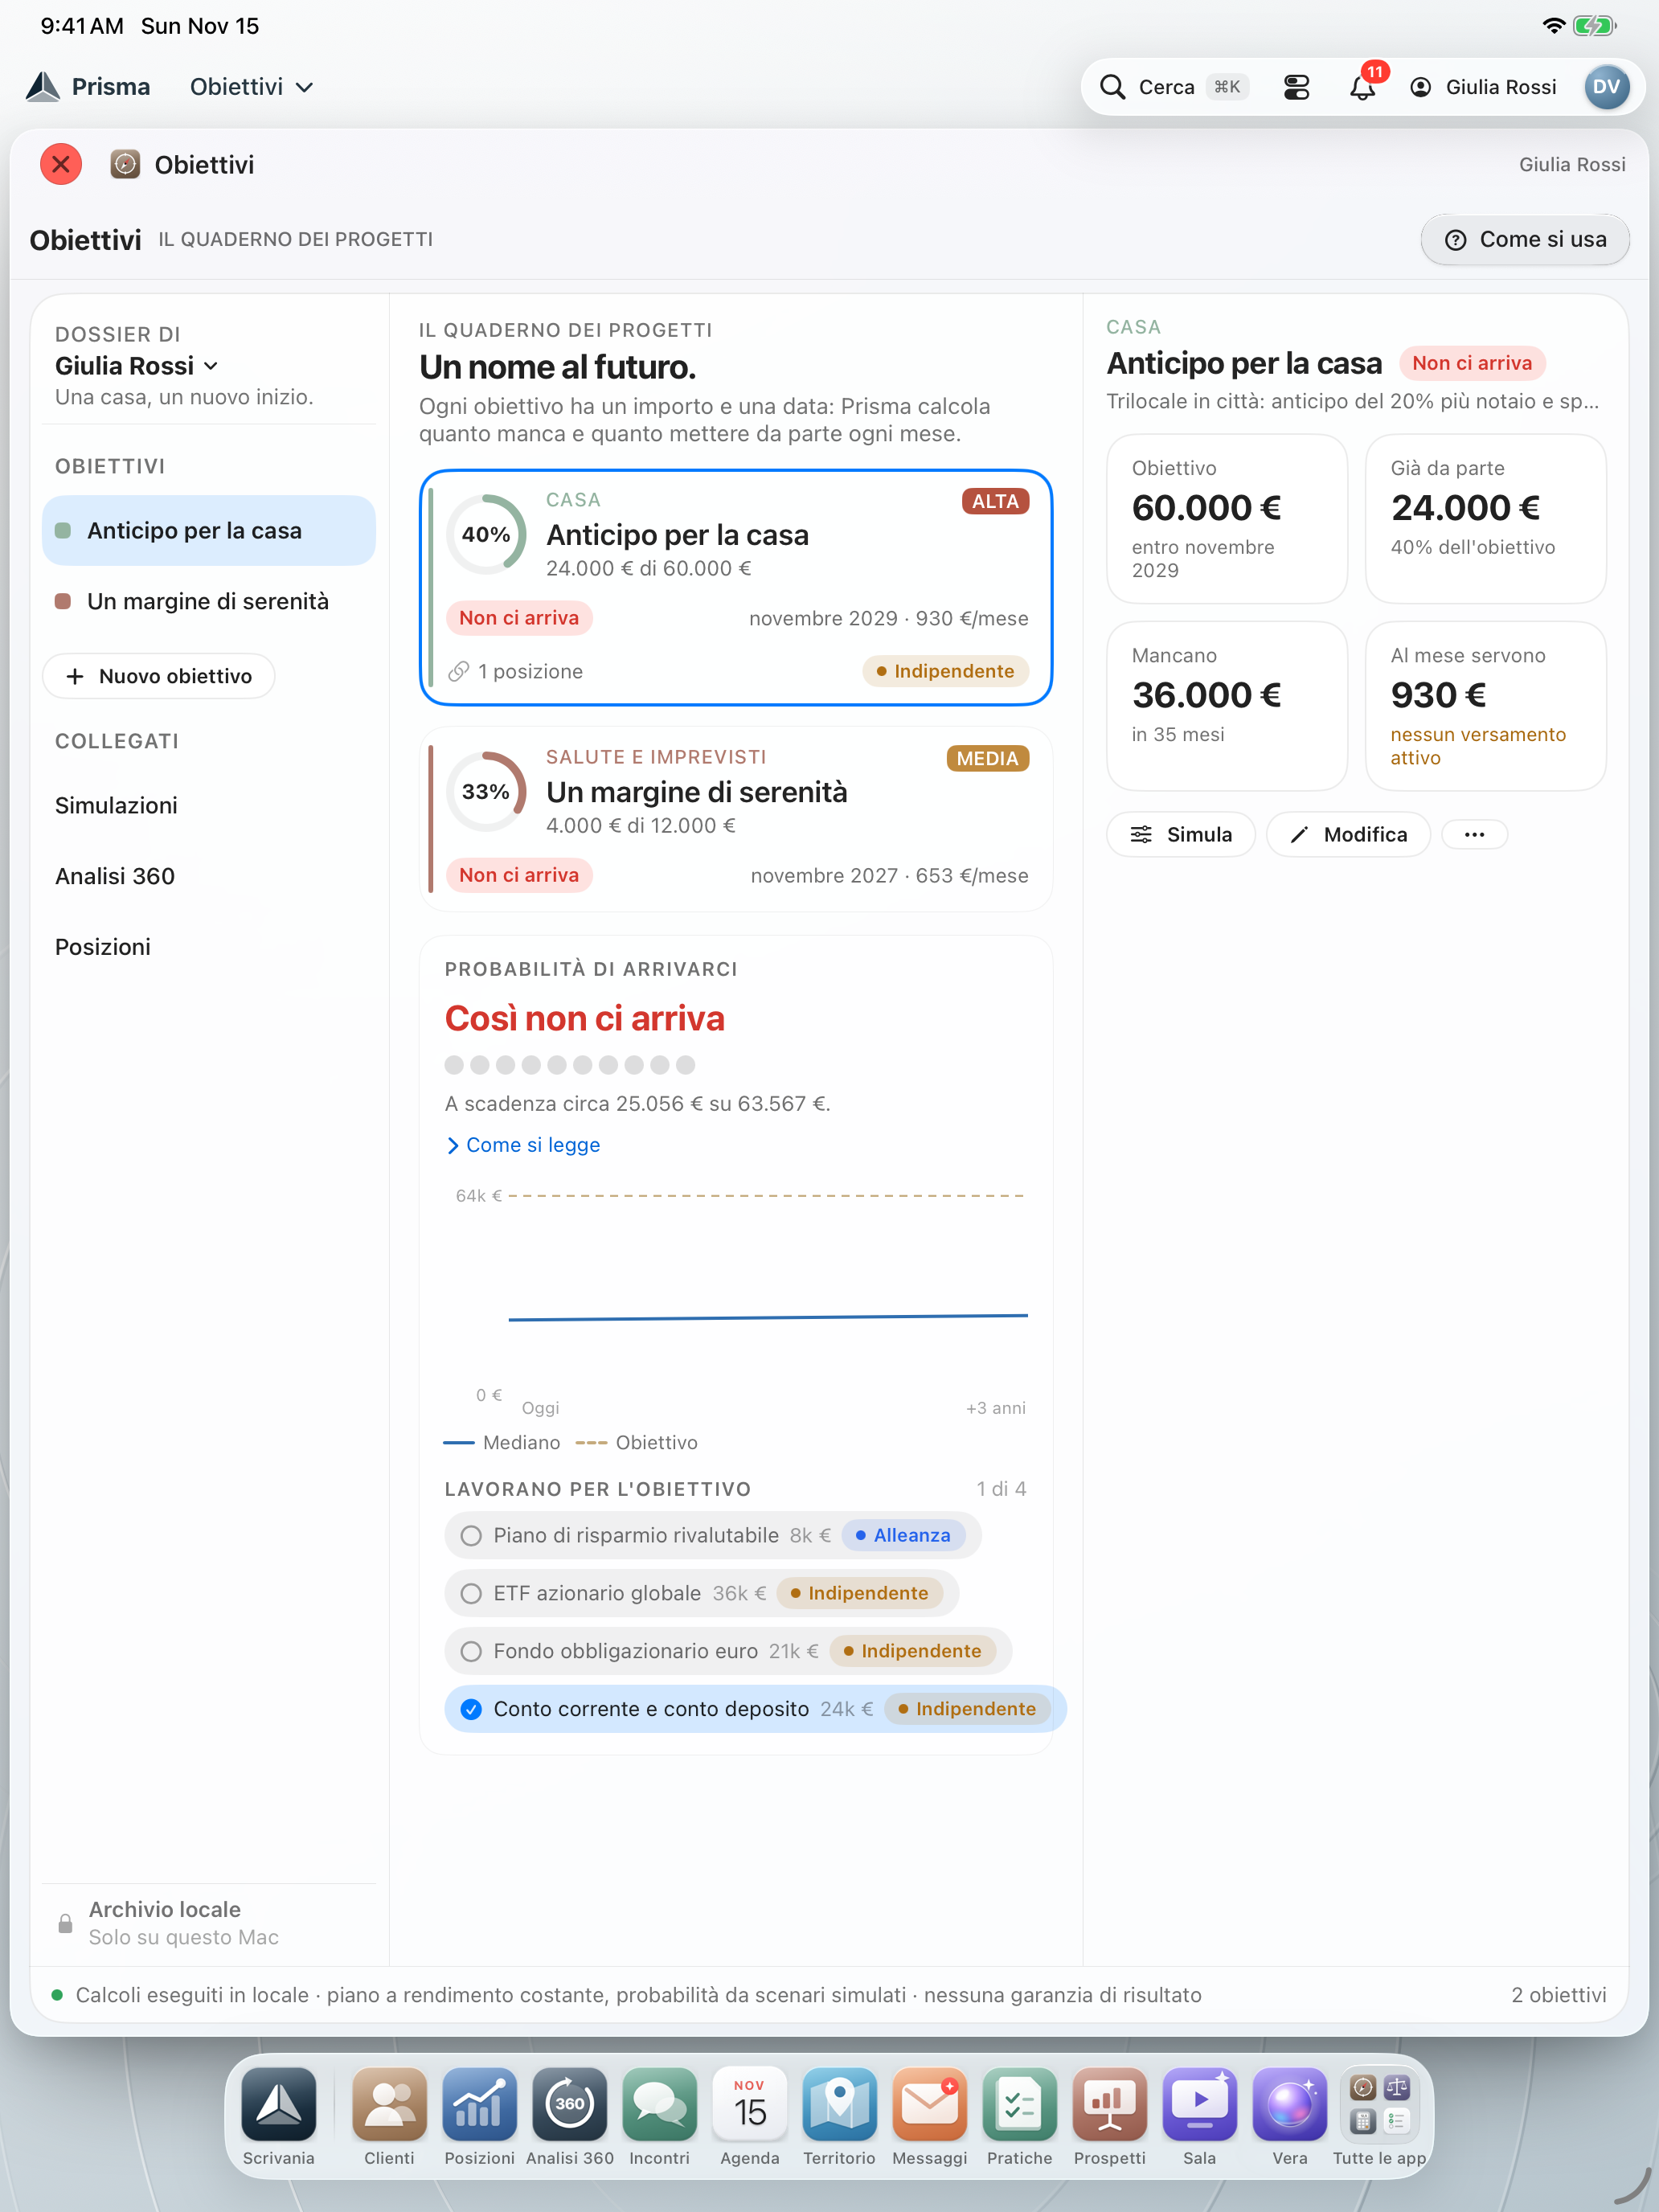 9:41 AM Sun Nov 15
Prisma
Obiettivi
Cerca ⌘K
11
Giulia Rossi
DV
Obiettivi
Giulia Rossi
Obiettivi IL QUADERNO DEI PROGETTI
Come si usa
DOSSIER DI
Giulia Rossi
Una casa, un nuovo inizio.
OBIETTIVI
Anticipo per la casa
Un margine di serenità
+ Nuovo obiettivo
COLLEGATI
Simulazioni
Analisi 360
Posizioni
Archivio locale
Solo su questo Mac
IL QUADERNO DEI PROGETTI
Un nome al futuro.
Ogni obiettivo ha un importo e una data: Prisma calcola
quanto manca e quanto mettere da parte ogni mese.
40%
CASA
ALTA
Anticipo per la casa
24.000 € di 60.000 €
Non ci arriva
novembre 2029 · 930 €/mese
1 posizione
Indipendente
33%
SALUTE E IMPREVISTI
MEDIA
Un margine di serenità
4.000 € di 12.000 €
Non ci arriva
novembre 2027 · 653 €/mese
PROBABILITÀ DI ARRIVARCI
Così non ci arriva
A scadenza circa 25.056 € su 63.567 €.
Come si legge
64k €
0 €
Oggi
+3 anni
Mediano
Obiettivo
LAVORANO PER L'OBIETTIVO
1 di 4
Piano di risparmio rivalutabile 8k € Alleanza
ETF azionario globale 36k € Indipendente
Fondo obbligazionario euro 21k € Indipendente
Conto corrente e conto deposito 24k € Indipendente
CASA
Anticipo per la casa
Non ci arriva
Trilocale in città: anticipo del 20% più notaio e sp...
Obiettivo
60.000 €
entro novembre
2029
Già da parte
24.000 €
40% dell'obiettivo
Mancano
36.000 €
in 35 mesi
Al mese servono
930 €
nessun versamento
attivo
Simula
Modifica
...
Calcoli eseguiti in locale · piano a rendimento costante, probabilità da scenari simulati · nessuna garanzia di risultato
2 obiettivi
360
NOV
15
Scrivania
Clienti
Posizioni
Analisi 360
Incontri
Agenda
Territorio
Messaggi
Pratiche
Prospetti
Sala
Vera
Tutte le app